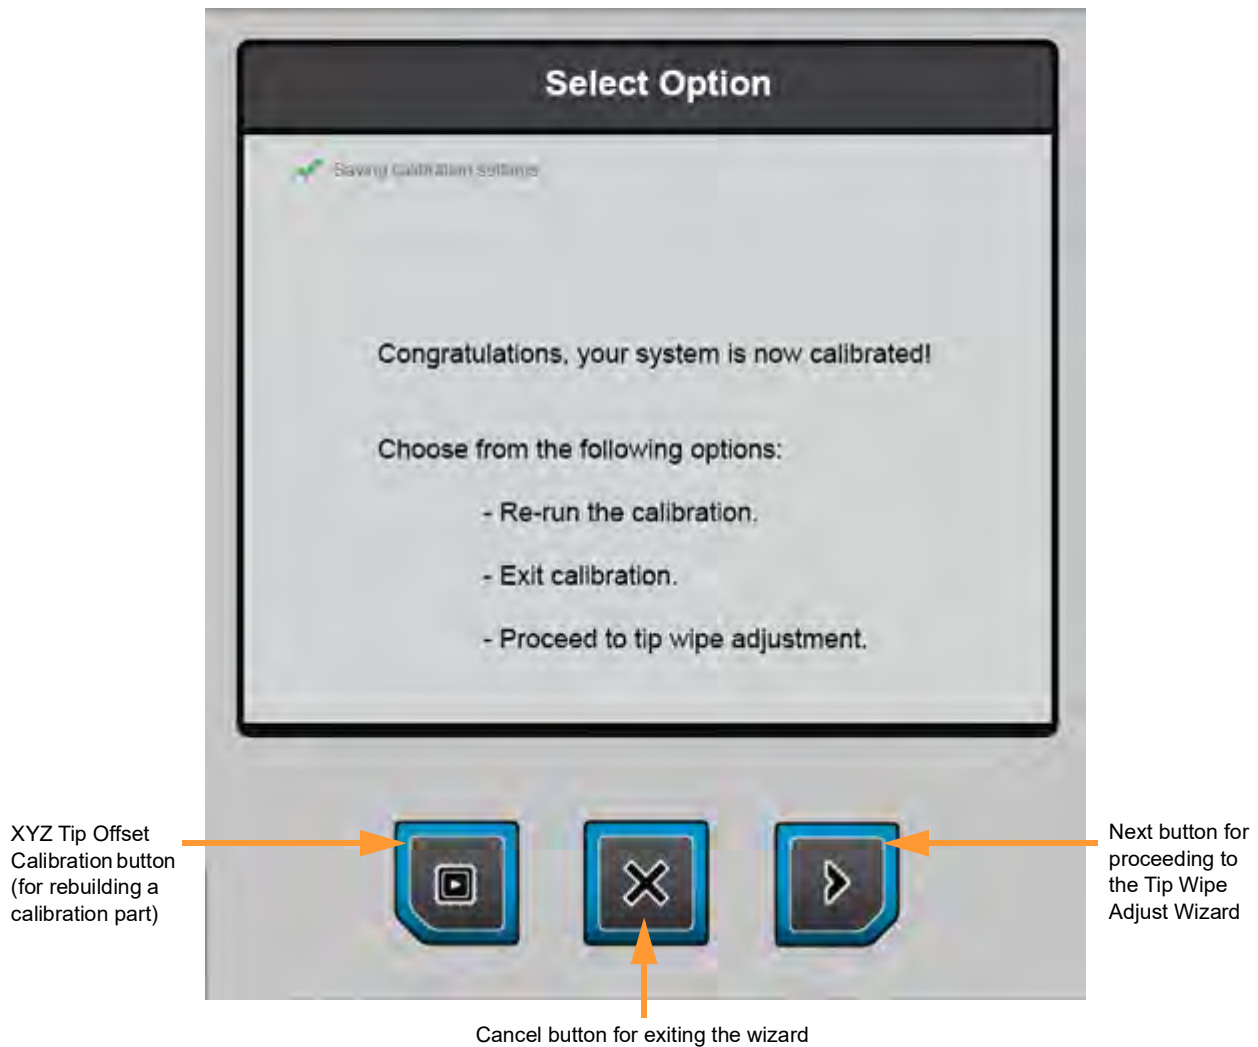 Select Option
Saving calibration settings
Congratulations, your system is now calibrated!
Choose from the following options:
- Re-run the calibration.
- Exit calibration.
- Proceed to tip wipe adjustment.
XYZ Tip Offset
Calibration button
(for rebuilding a
calibration part)
Next button for
proceeding to
the Tip Wipe
Adjust Wizard
Cancel button for exiting the wizard